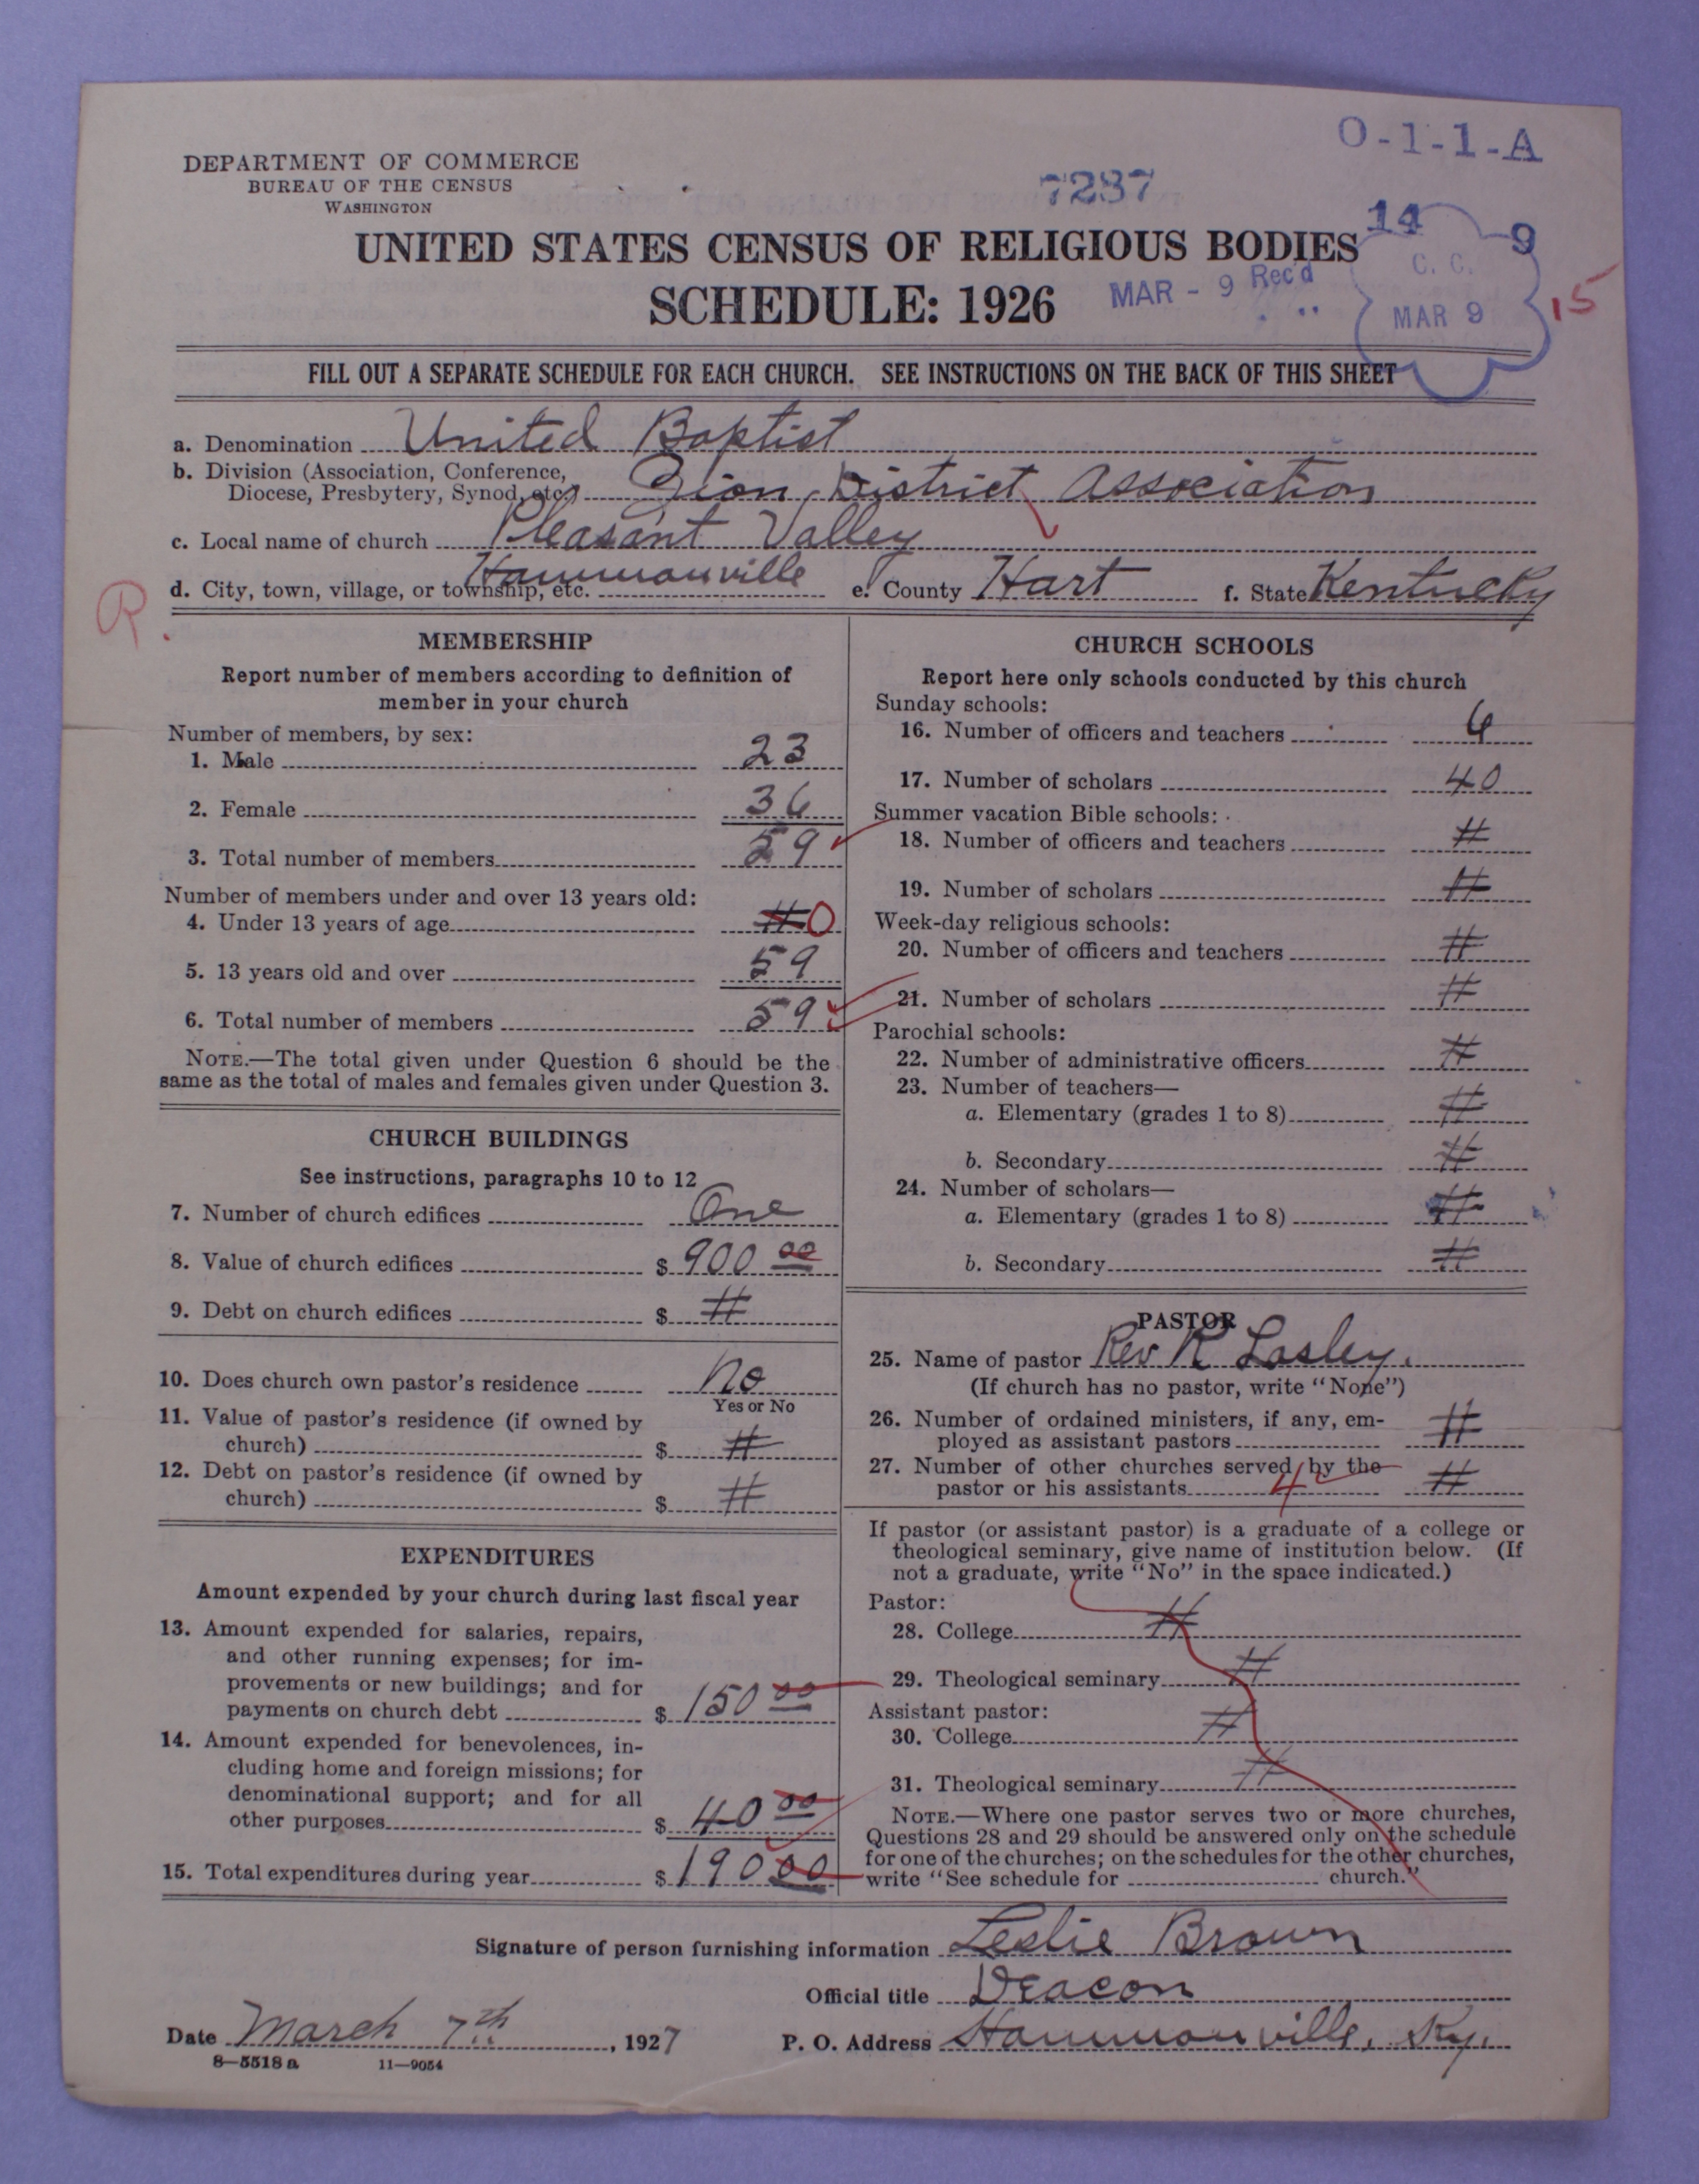 O-1-1-A
DEPARTMENT OF COMMERCE
BUREAU OF THE CENSUS
WASHINGTON
7237
14 9
UNITED STATES CENSUS OF RELIGIOUS BODIES
C. C.
MAR 9
15
SCHEDULE: 1926
MAR - 9 Rec'd
FILL OUT A SEPARATE SCHEDULE FOR EACH CHURCH. SEE INSTRUCTIONS ON THE BACK OF THIS SHEET
a. Denomination United Baptist
b. Division (Association, Conference,
Diocese, Presbytery, Synod, etc.) Zion District Association
c. Local name of church Pleasant Valley
d. City, town, village, or township, etc. Hammonville e. County Hart f. State Kentucky
R.
MEMBERSHIP
Report number of members according to definition of
member in your church
Number of members, by sex:
1. Male 23
2. Female 36
3. Total number of members 59
Number of members under and over 13 years old:
4. Under 13 years of age # 0
5. 13 years old and over 59
6. Total number of members 59
NOTE.—The total given under Question 6 should be the
same as the total of males and females given under Question 3.
CHURCH BUILDINGS
See instructions, paragraphs 10 to 12
7. Number of church edifices One
8. Value of church edifices $ 900 00
9. Debt on church edifices $ #
10. Does church own pastor's residence No
Yes or No
11. Value of pastor's residence (if owned by
church) $ #
12. Debt on pastor's residence (if owned by
church) $ #
EXPENDITURES
Amount expended by your church during last fiscal year
13. Amount expended for salaries, repairs,
and other running expenses; for im-
provements or new buildings; and for
payments on church debt $ 150 00
14. Amount expended for benevolences, in-
cluding home and foreign missions; for
denominational support; and for all
other purposes $ 40 00
15. Total expenditures during year $ 190 00
CHURCH SCHOOLS
Report here only schools conducted by this church
Sunday schools:
16. Number of officers and teachers 6
17. Number of scholars 40
Summer vacation Bible schools:
18. Number of officers and teachers #
19. Number of scholars #
Week-day religious schools:
20. Number of officers and teachers #
21. Number of scholars #
Parochial schools:
22. Number of administrative officers #
23. Number of teachers—
a. Elementary (grades 1 to 8) #
b. Secondary #
24. Number of scholars—
a. Elementary (grades 1 to 8) #
b. Secondary #
PASTOR
25. Name of pastor Rev R Lasley.
(If church has no pastor, write "None")
26. Number of ordained ministers, if any, em-
ployed as assistant pastors #
27. Number of other churches served by the
pastor or his assistants 4 #
If pastor (or assistant pastor) is a graduate of a college or
theological seminary, give name of institution below. (If
not a graduate, write "No" in the space indicated.)
Pastor:
28. College #
29. Theological seminary #
Assistant pastor:
30. College #
31. Theological seminary #
NOTE.—Where one pastor serves two or more churches,
Questions 28 and 29 should be answered only on the schedule
for one of the churches; on the schedules for the other churches,
write "See schedule for church."
Signature of person furnishing information Leslie Brown
Official title Deacon
Date March 7th, 1927 P. O. Address Hammonville, Ky.
8-5518 a 11-9054